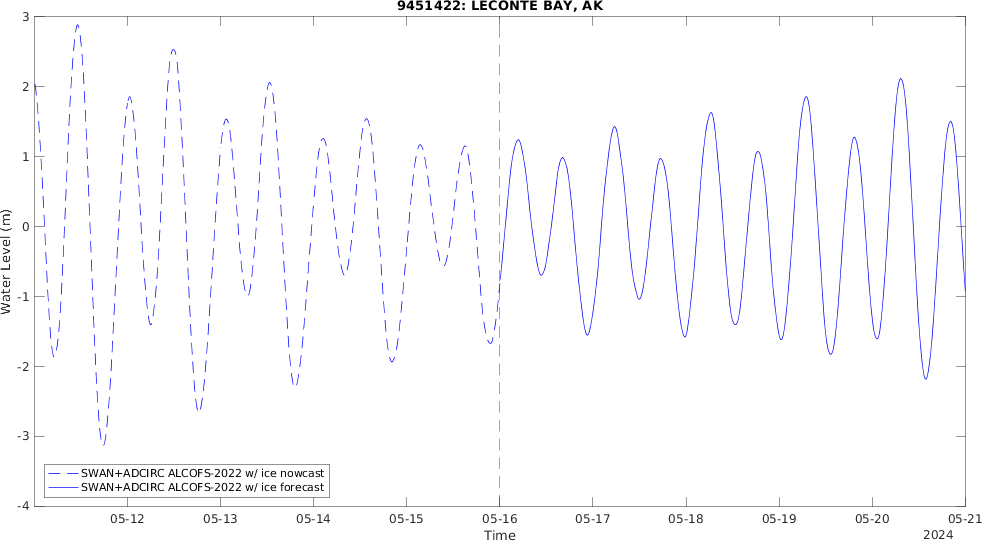 9451422: LECONTE BAY, AK
3
2
1
0
-1
-2
-3
-4
Water Level (m)
SWAN+ADCIRC ALCOFS-2022 w/ ice nowcast
SWAN+ADCIRC ALCOFS-2022 w/ ice forecast
05-12 05-13 05-14 05-15 05-16 05-17 05-18 05-19 05-20 05-21
Time
2024